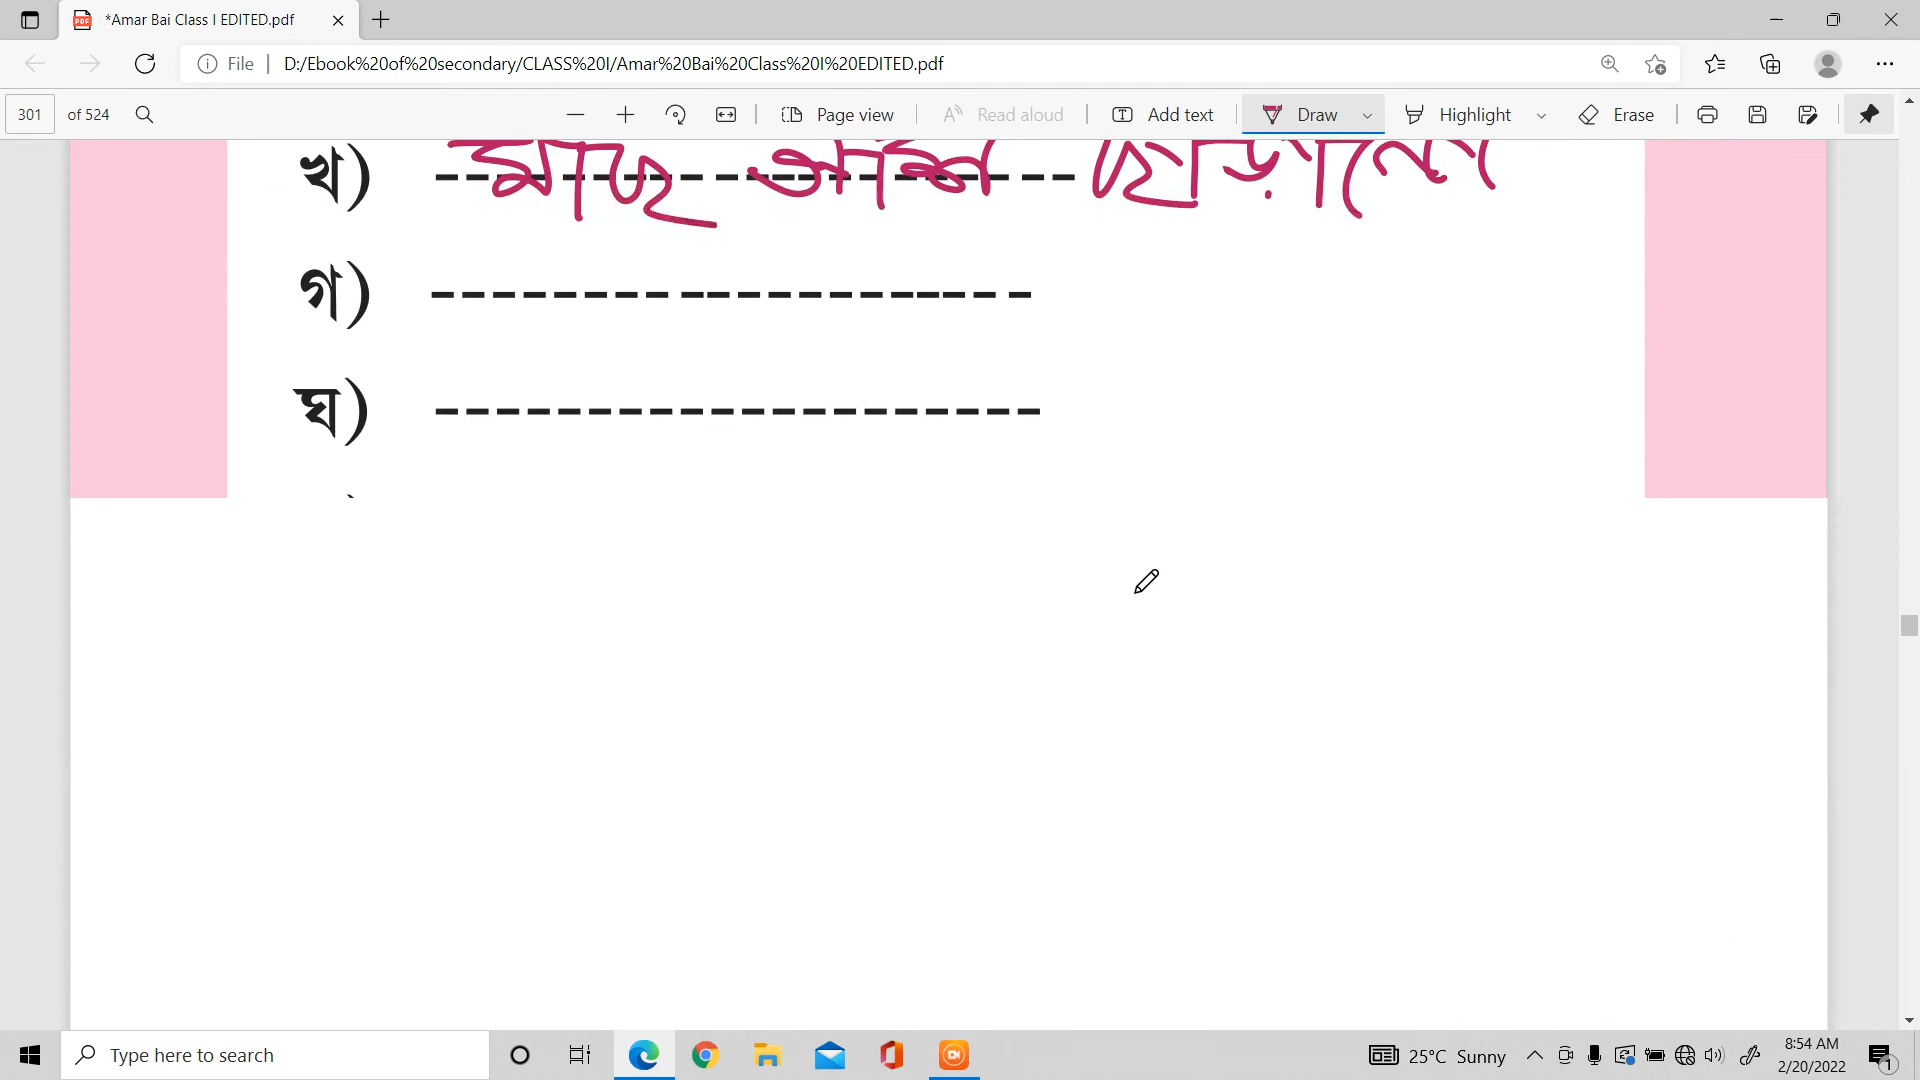 *Amar Bai Class I EDITED.pdf
File D:/Ebook%20of%20secondary/CLASS%20I/Amar%20Bai%20Class%20I%20EDITED.pdf
301 of 524 Page view Read aloud Add text Draw Highlight Erase
খ) মাছ
গ)
ঘ)
Type here to search
25°C Sunny
8:54 AM
2/20/2022
1